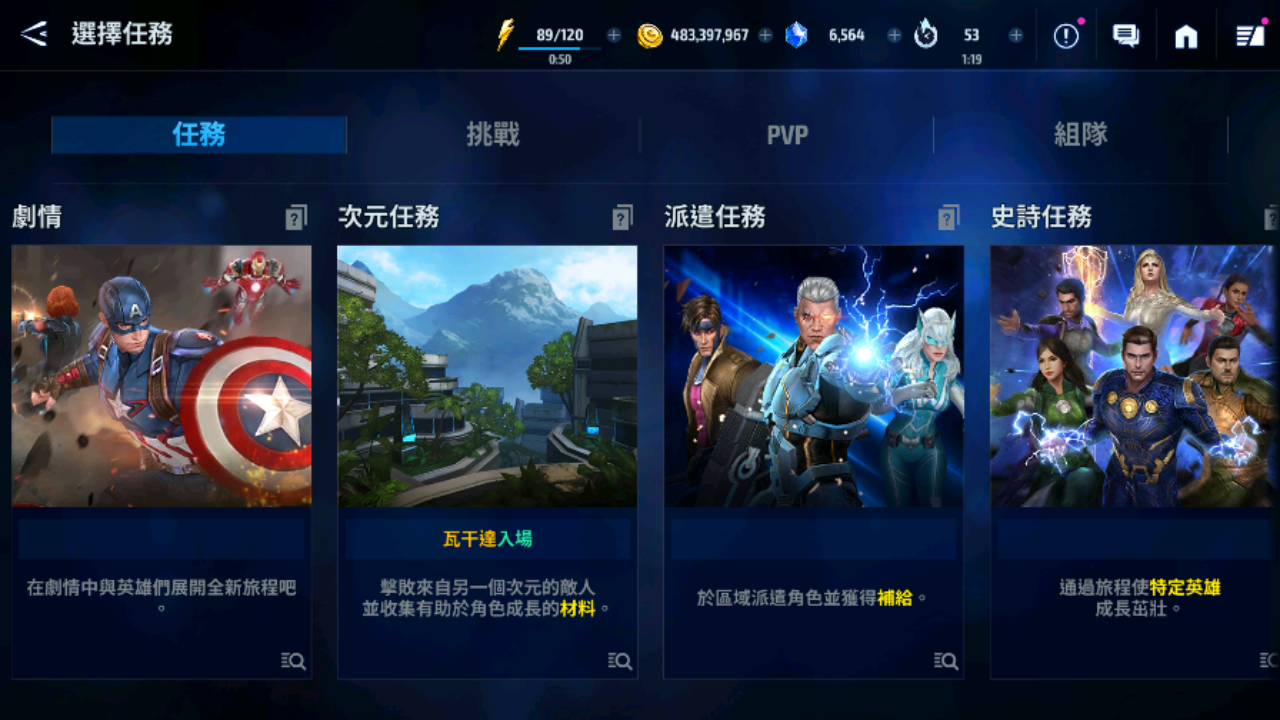 選擇任務
89/120
0:50
483,397,967
6,564
53
1:19
任務
挑戰
PVP
組隊
劇情
次元任務
派遣任務
史詩任務
瓦干達入場
在劇情中與英雄們展開全新旅程吧
。
擊敗來自另一個次元的敵人
並收集有助於角色成長的材料。
於區域派遣角色並獲得補給。
通過旅程使特定英雄
成長茁壯。